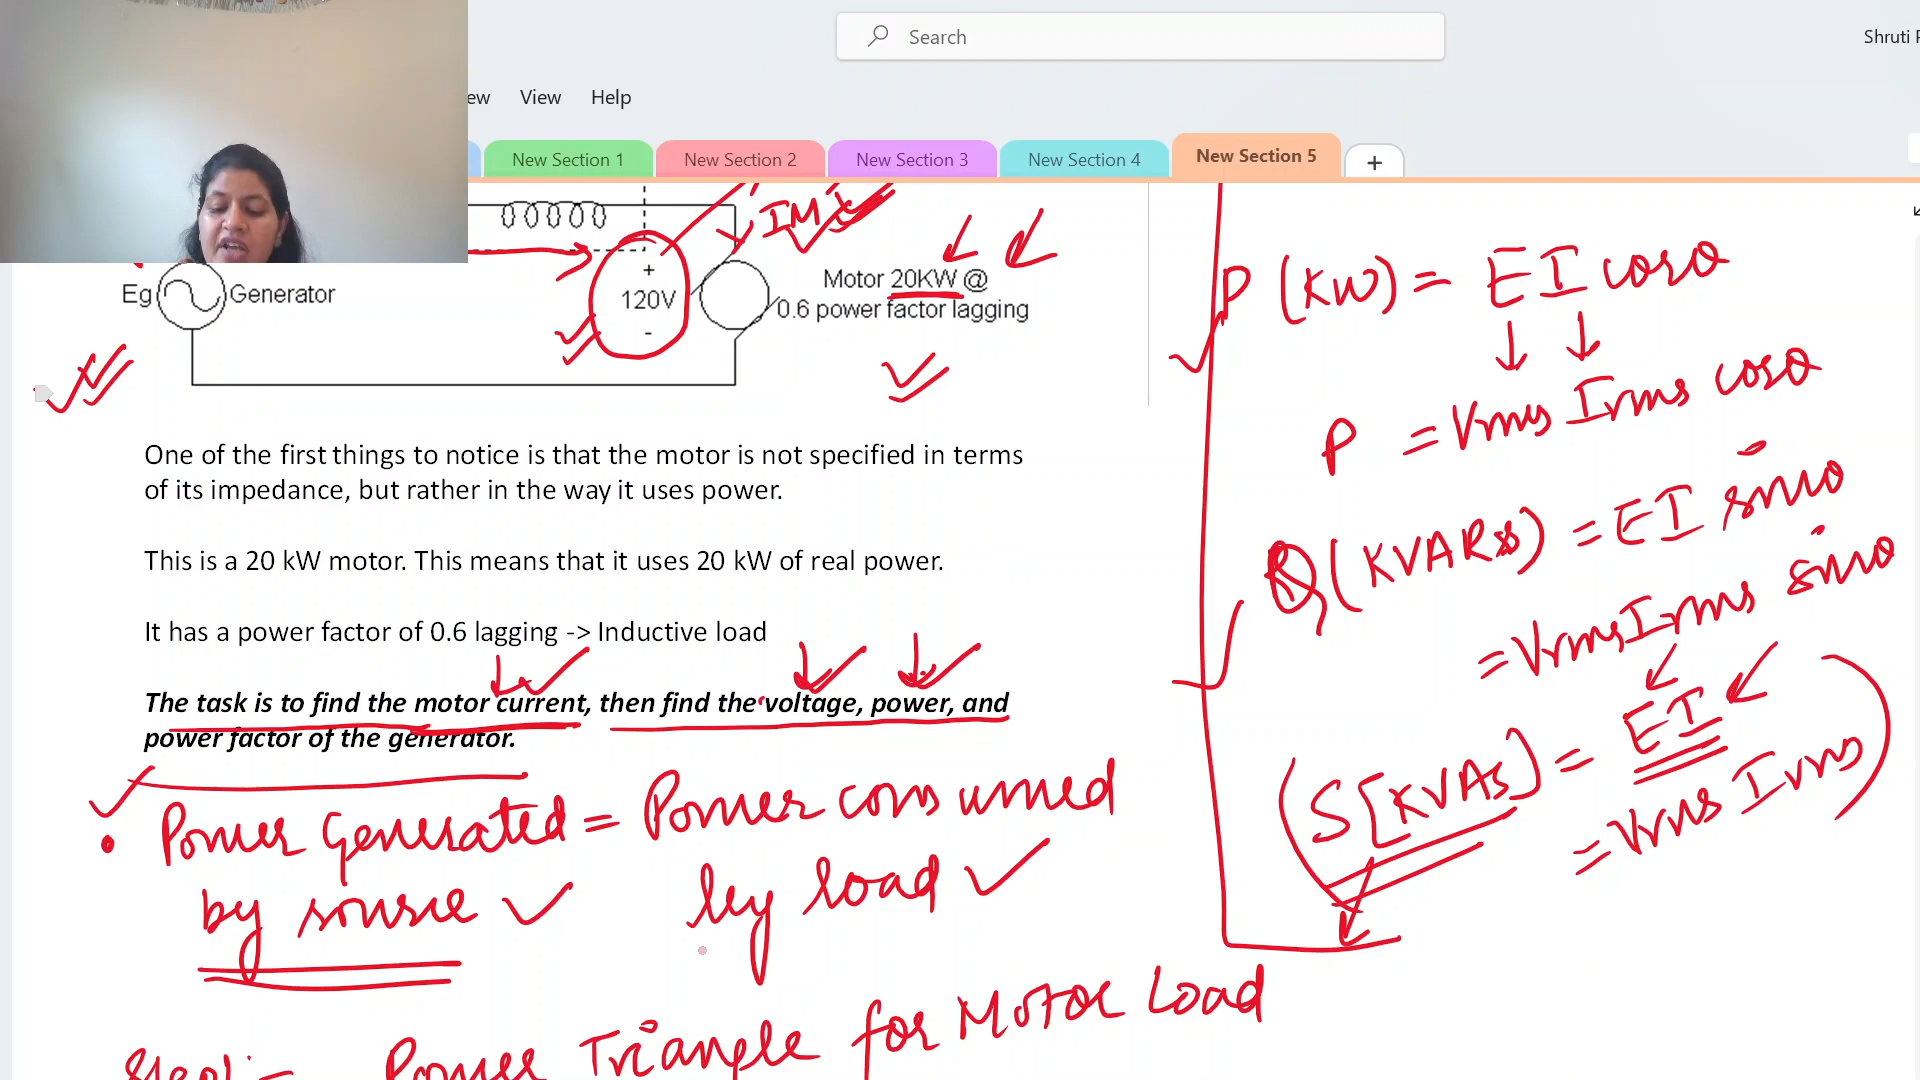 Search
Shruti
ew View Help
New Section 1 New Section 2 New Section 3 New Section 4 New Section 5 +
IM
Eg Generator
+
120V
-
Motor 20KW @
0.6 power factor lagging
One of the first things to notice is that the motor is not specified in terms
of its impedance, but rather in the way it uses power.
This is a 20 kW motor. This means that it uses 20 kW of real power.
It has a power factor of 0.6 lagging -> Inductive load
The task is to find the motor current, then find the voltage, power, and
power factor of the generator.
• Power Generated = Power consumed
by source by load
Power Triangle for Motor Load
P (KW) = EI cosθ
P = Vrms Irms cosθ
Q (KVARs) = EI sinθ
= Vrms Irms sinθ
(S[KVAs] = EI
= Vrms Irms)